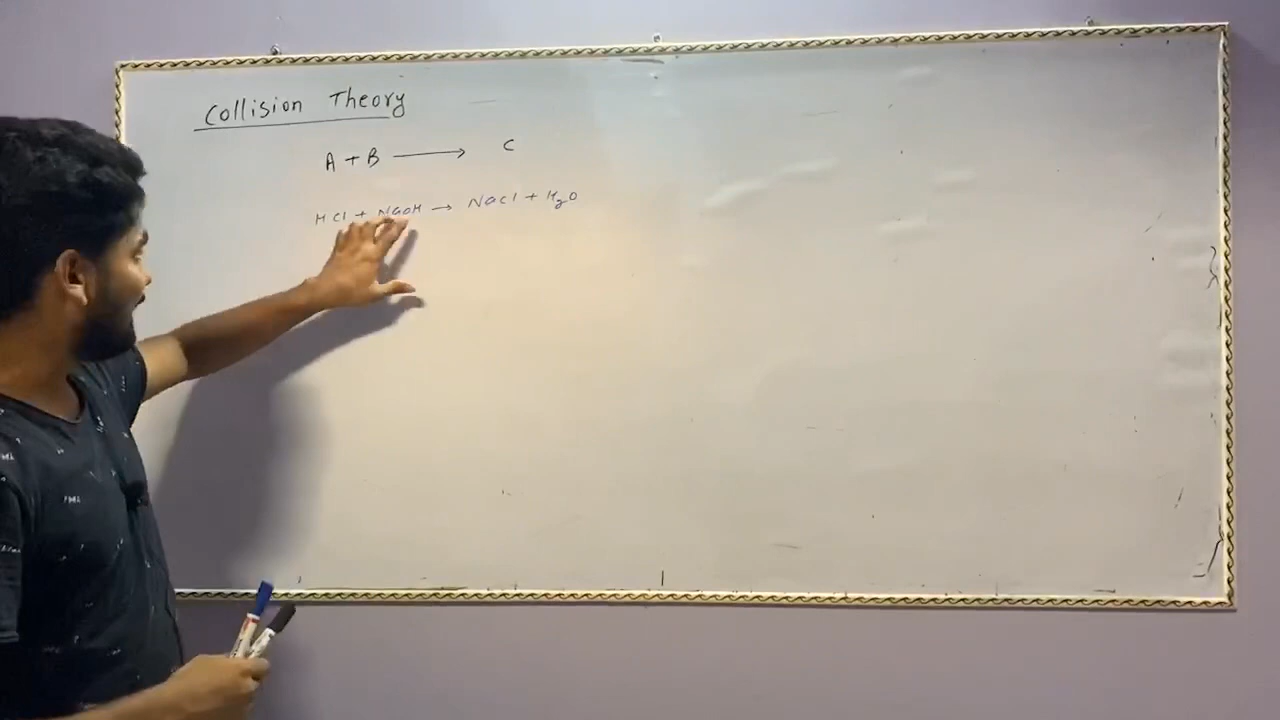 Collision Theory
A + B ⟶ C
HCl + NaOH → NaCl + H₂O